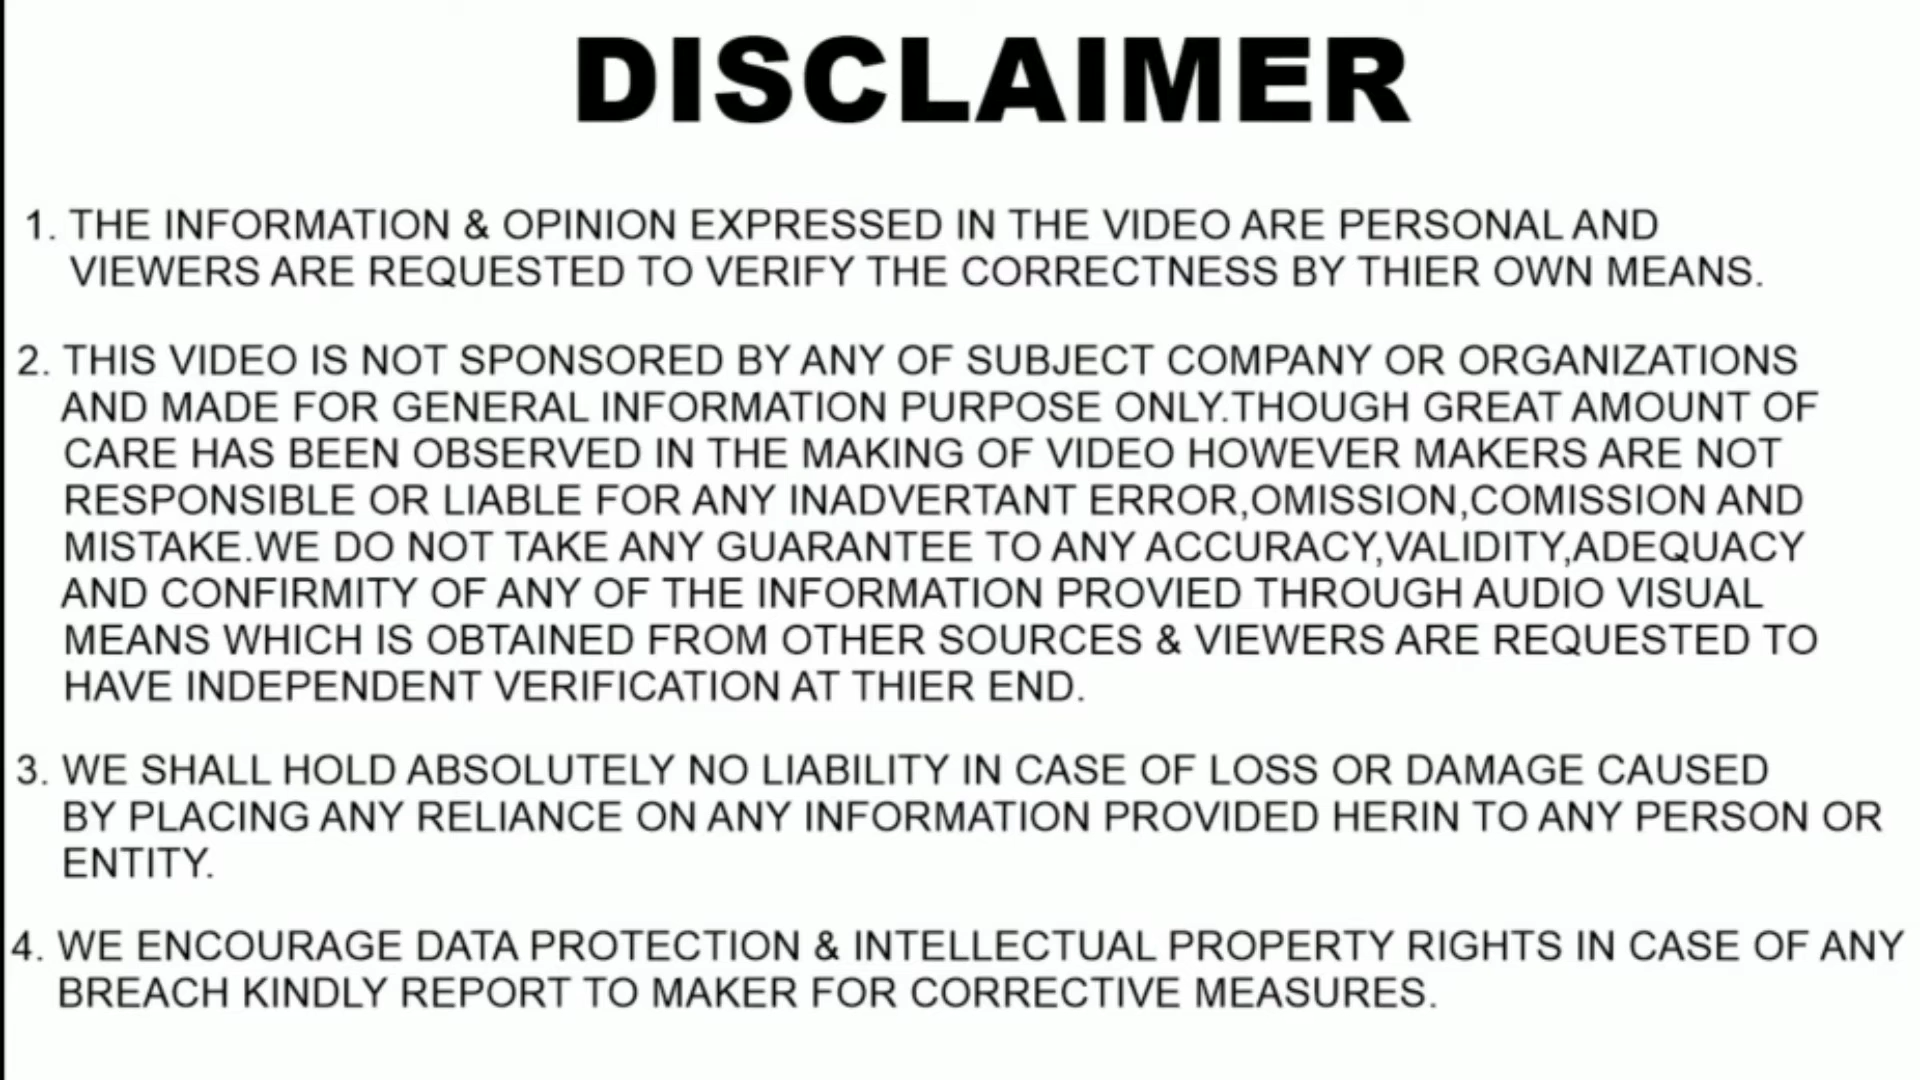 DISCLAIMER
1. THE INFORMATION & OPINION EXPRESSED IN THE VIDEO ARE PERSONAL AND
VIEWERS ARE REQUESTED TO VERIFY THE CORRECTNESS BY THIER OWN MEANS.
2. THIS VIDEO IS NOT SPONSORED BY ANY OF SUBJECT COMPANY OR ORGANIZATIONS
AND MADE FOR GENERAL INFORMATION PURPOSE ONLY.THOUGH GREAT AMOUNT OF
CARE HAS BEEN OBSERVED IN THE MAKING OF VIDEO HOWEVER MAKERS ARE NOT
RESPONSIBLE OR LIABLE FOR ANY INADVERTANT ERROR,OMISSION,COMISSION AND
MISTAKE.WE DO NOT TAKE ANY GUARANTEE TO ANY ACCURACY,VALIDITY,ADEQUACY
AND CONFIRMITY OF ANY OF THE INFORMATION PROVIED THROUGH AUDIO VISUAL
MEANS WHICH IS OBTAINED FROM OTHER SOURCES & VIEWERS ARE REQUESTED TO
HAVE INDEPENDENT VERIFICATION AT THIER END.
3. WE SHALL HOLD ABSOLUTELY NO LIABILITY IN CASE OF LOSS OR DAMAGE CAUSED
BY PLACING ANY RELIANCE ON ANY INFORMATION PROVIDED HERIN TO ANY PERSON OR
ENTITY.
4. WE ENCOURAGE DATA PROTECTION & INTELLECTUAL PROPERTY RIGHTS IN CASE OF ANY
BREACH KINDLY REPORT TO MAKER FOR CORRECTIVE MEASURES.